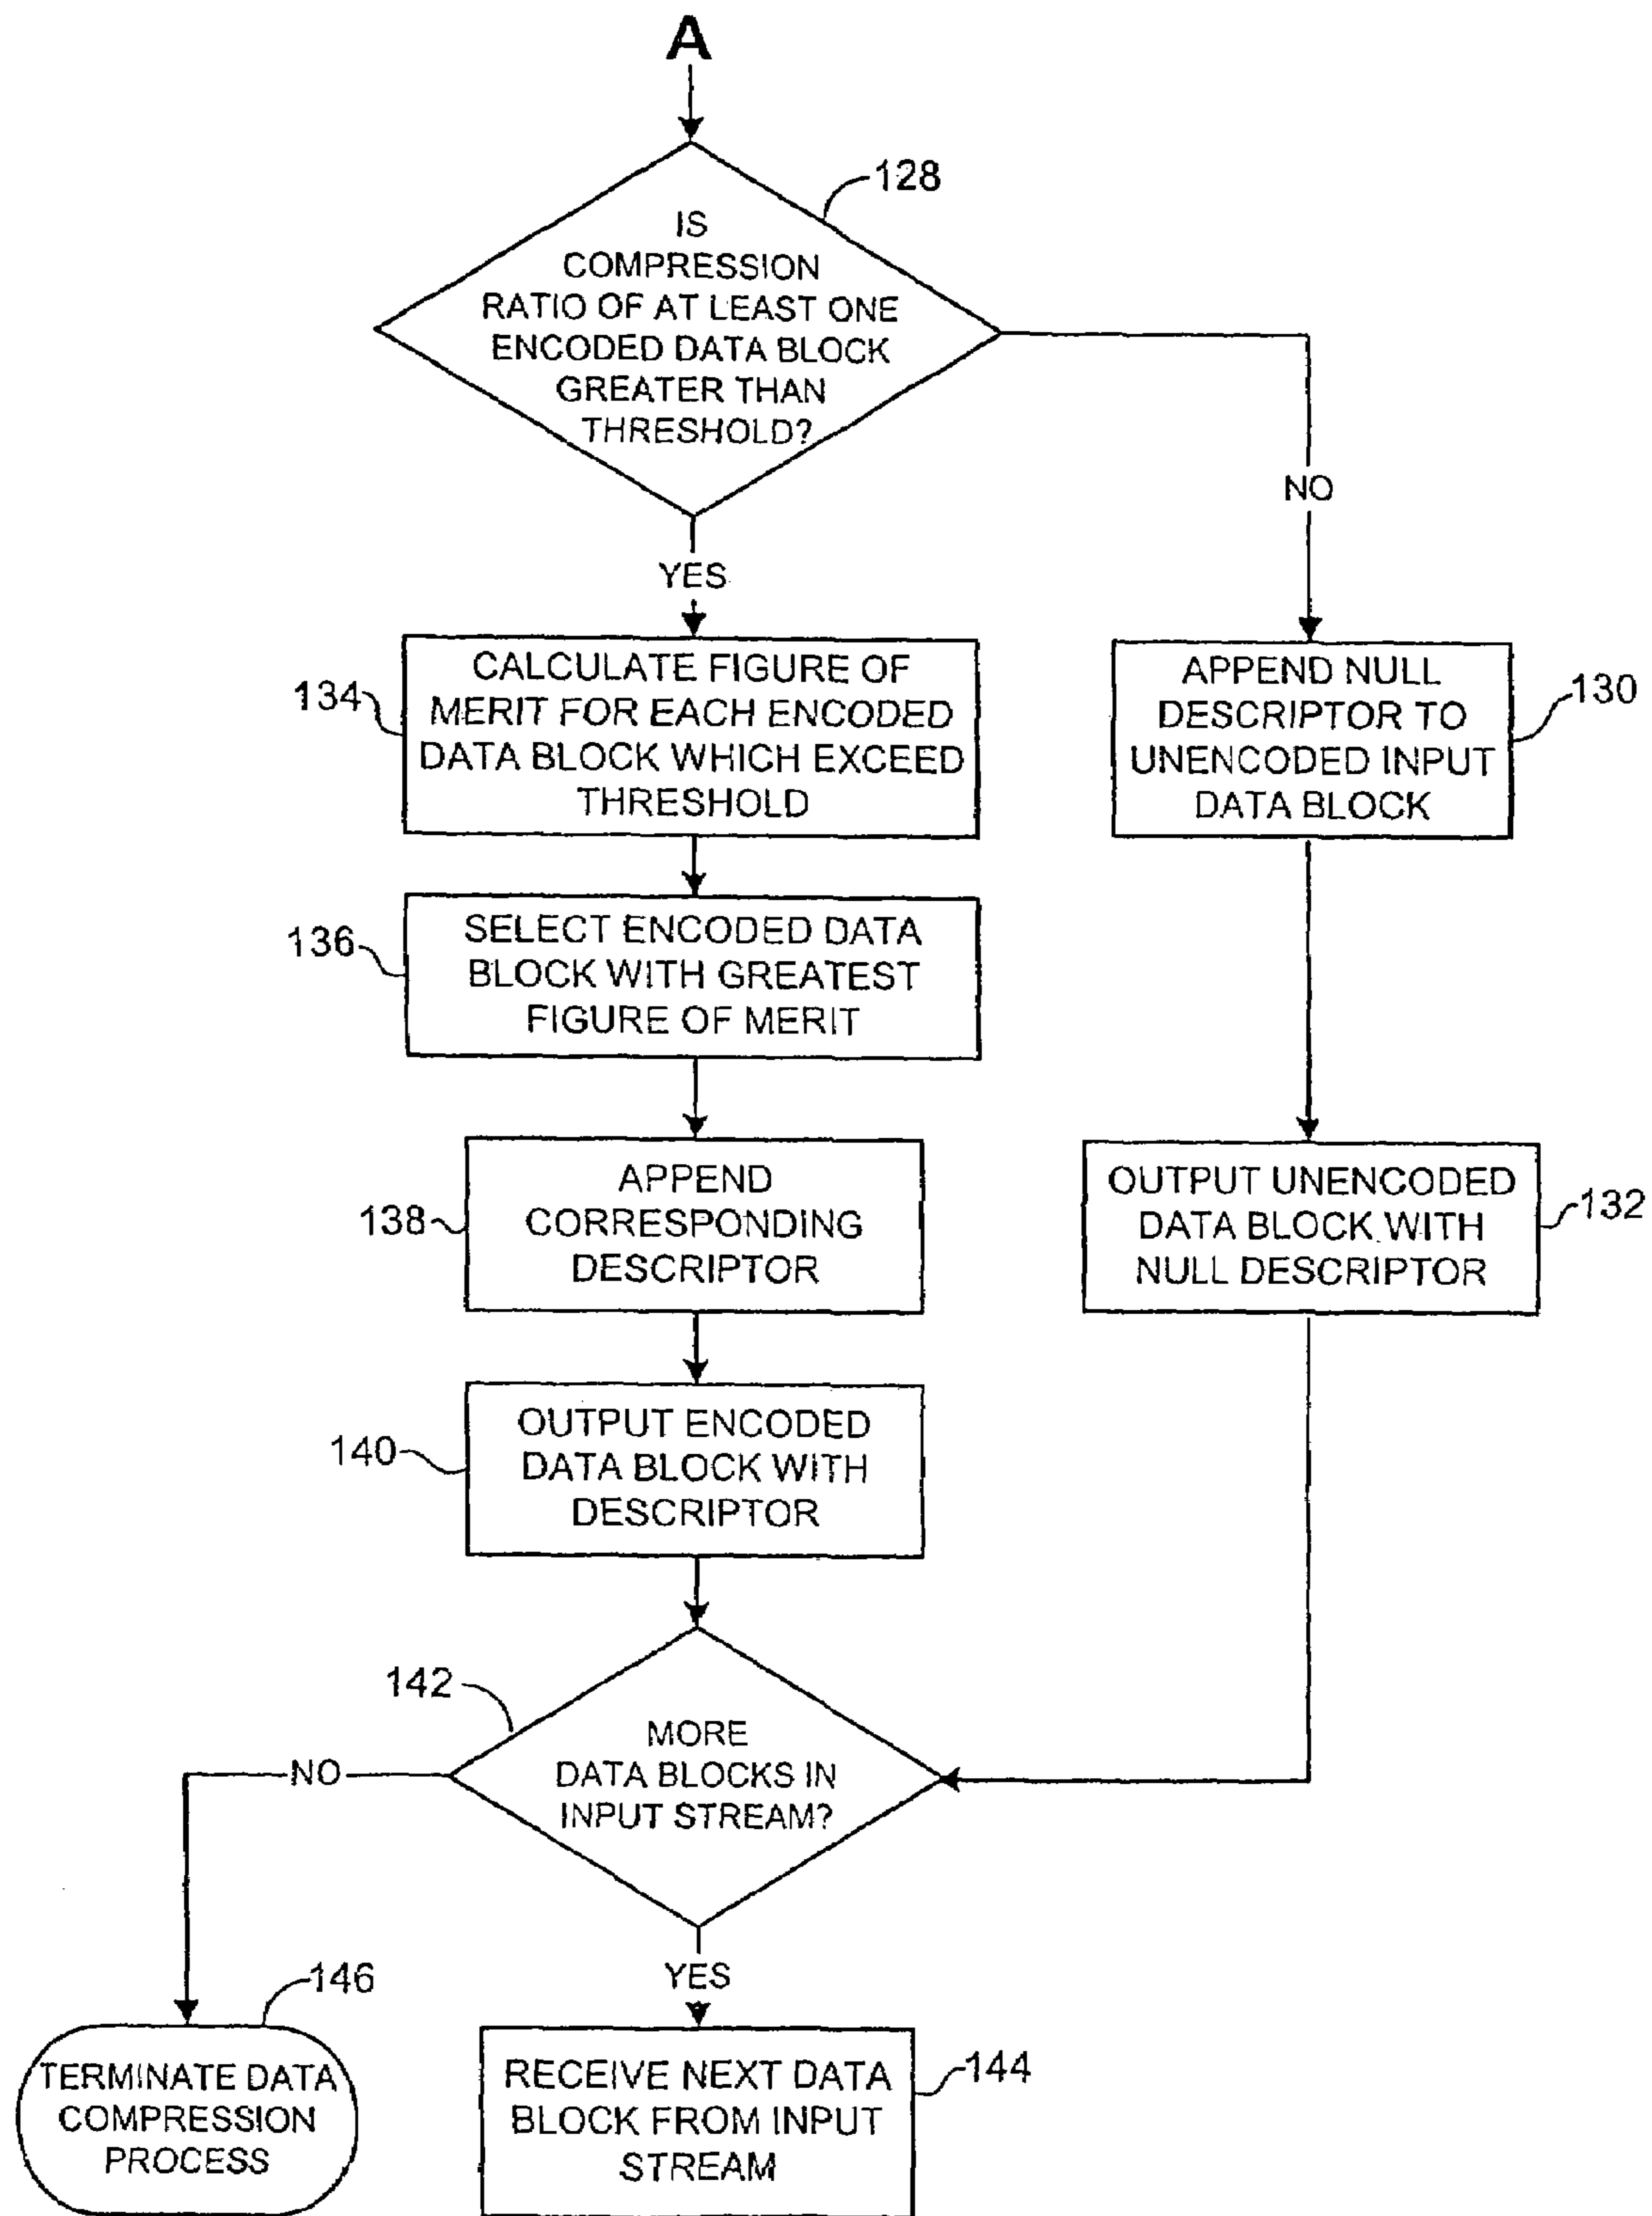 A
128
IS
COMPRESSION
RATIO OF AT LEAST ONE
ENCODED DATA BLOCK
GREATER THAN
THRESHOLD?
NO
YES
134
CALCULATE FIGURE OF
MERIT FOR EACH ENCODED
DATA BLOCK WHICH EXCEED
THRESHOLD
APPEND NULL
DESCRIPTOR TO
UNENCODED INPUT
DATA BLOCK
130
136
SELECT ENCODED DATA
BLOCK WITH GREATEST
FIGURE OF MERIT
138
APPEND
CORRESPONDING
DESCRIPTOR
OUTPUT UNENCODED
DATA BLOCK WITH
NULL DESCRIPTOR
132
140
OUTPUT ENCODED
DATA BLOCK WITH
DESCRIPTOR
142
MORE
DATA BLOCKS IN
INPUT STREAM?
NO
YES
146
TERMINATE DATA
COMPRESSION
PROCESS
RECEIVE NEXT DATA
BLOCK FROM INPUT
STREAM
144